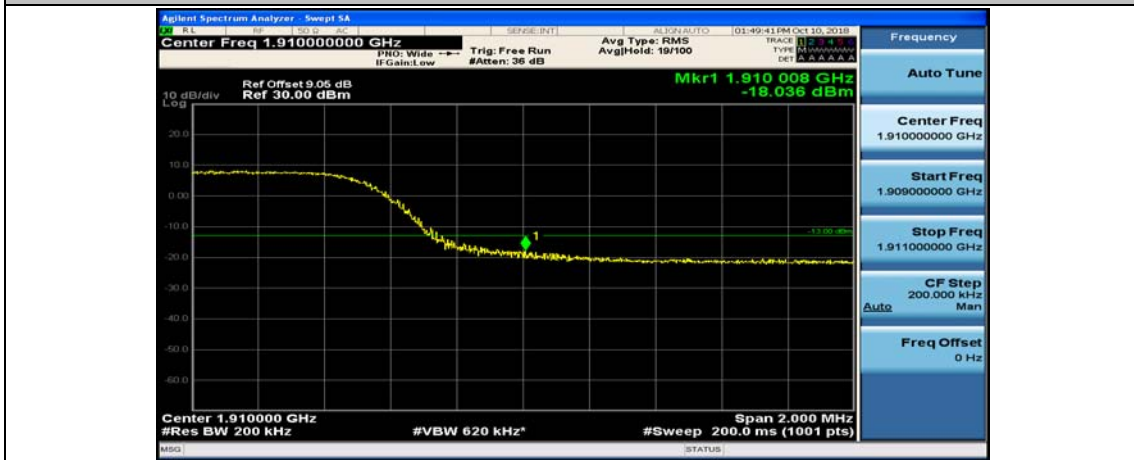 Agilent Spectrum Analyzer - Swept SA
RL RF 50 Ω AC SENSE:INT ALIGN AUTO 01:49:41 PM Oct 10, 2018
Center Freq 1.910000000 GHz
PNO: Wide
IFGain:Low
Trig: Free Run
#Atten: 36 dB
Avg Type: RMS
Avg|Hold: 19/100
TRACE 1 2 3 4 5 6
TYPE M
DET A A A A A A
Ref Offset 9.05 dB
10 dB/div Ref 30.00 dBm
Log
Mkr1 1.910 008 GHz
-18.036 dBm
20.0
10.0
0.00
-10.0
-20.0
-30.0
-40.0
-50.0
-60.0
1
-13.00 dBm
Center 1.910000 GHz
Span 2.000 MHz
#Res BW 200 kHz
#VBW 620 kHz*
#Sweep 200.0 ms (1001 pts)
MSG
STATUS
Frequency
Auto Tune
Center Freq
1.910000000 GHz
Start Freq
1.909000000 GHz
Stop Freq
1.911000000 GHz
CF Step
200.000 kHz
Auto Man
Freq Offset
0 Hz